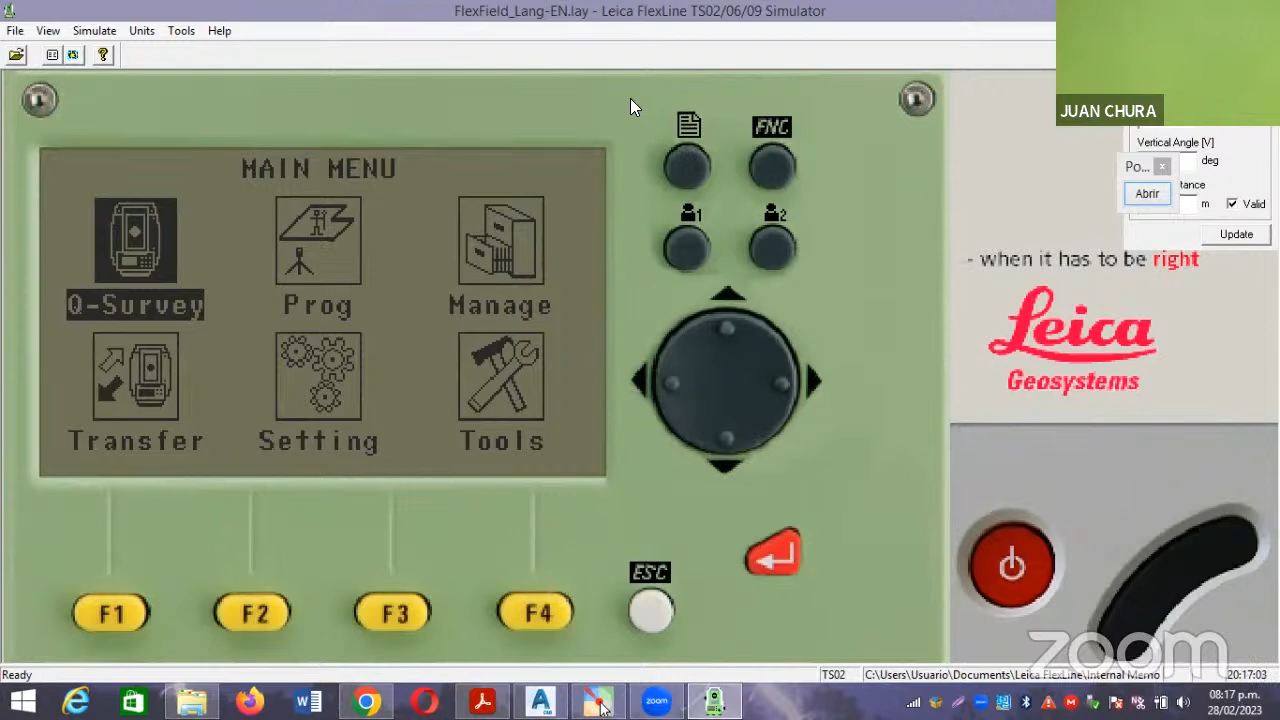 FlexField_Lang-EN.lay - Leica FlexLine TS02/06/09 Simulator
File View Simulate Units Tools Help
JUAN CHURA
FNC
MAIN MENU
Q-Survey Prog Manage
Transfer Setting Tools
1 2
Vertical Angle [V]
deg
Po...
Abrir
tance
m Valid
Update
- when it has to be right
Leica
Geosystems
ESC
F1 F2 F3 F4
zoom
Ready TS02 C:\Users\Usuario\Documents\Leica FlexLine\Internal Memo 20:17:03
zoom
08:17 p.m.
28/02/2023